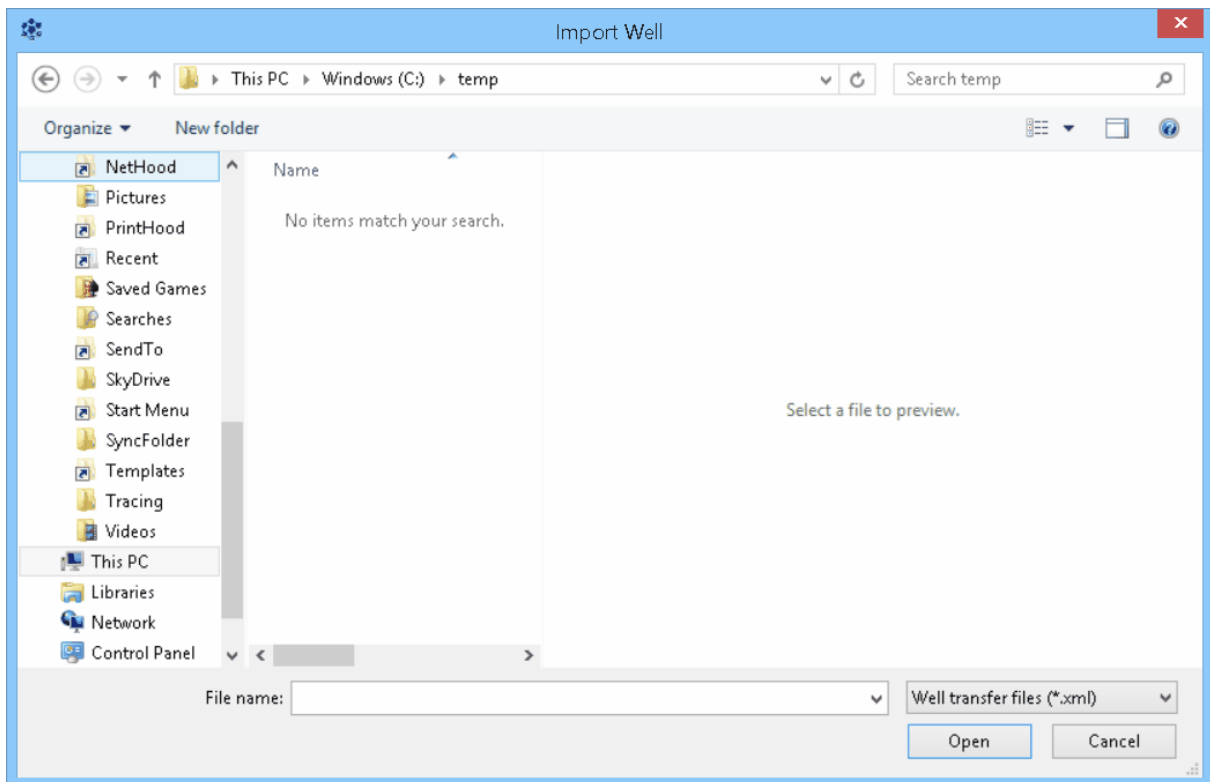 Import Well
This PC Windows (C:) temp
Search temp
Organize New folder
Name
No items match your search.
NetHood
Pictures
PrintHood
Recent
Saved Games
Searches
SendTo
SkyDrive
Start Menu
SyncFolder
Templates
Tracing
Videos
This PC
Libraries
Network
Control Panel
Select a file to preview.
File name:
Well transfer files (*.xml)
Open Cancel